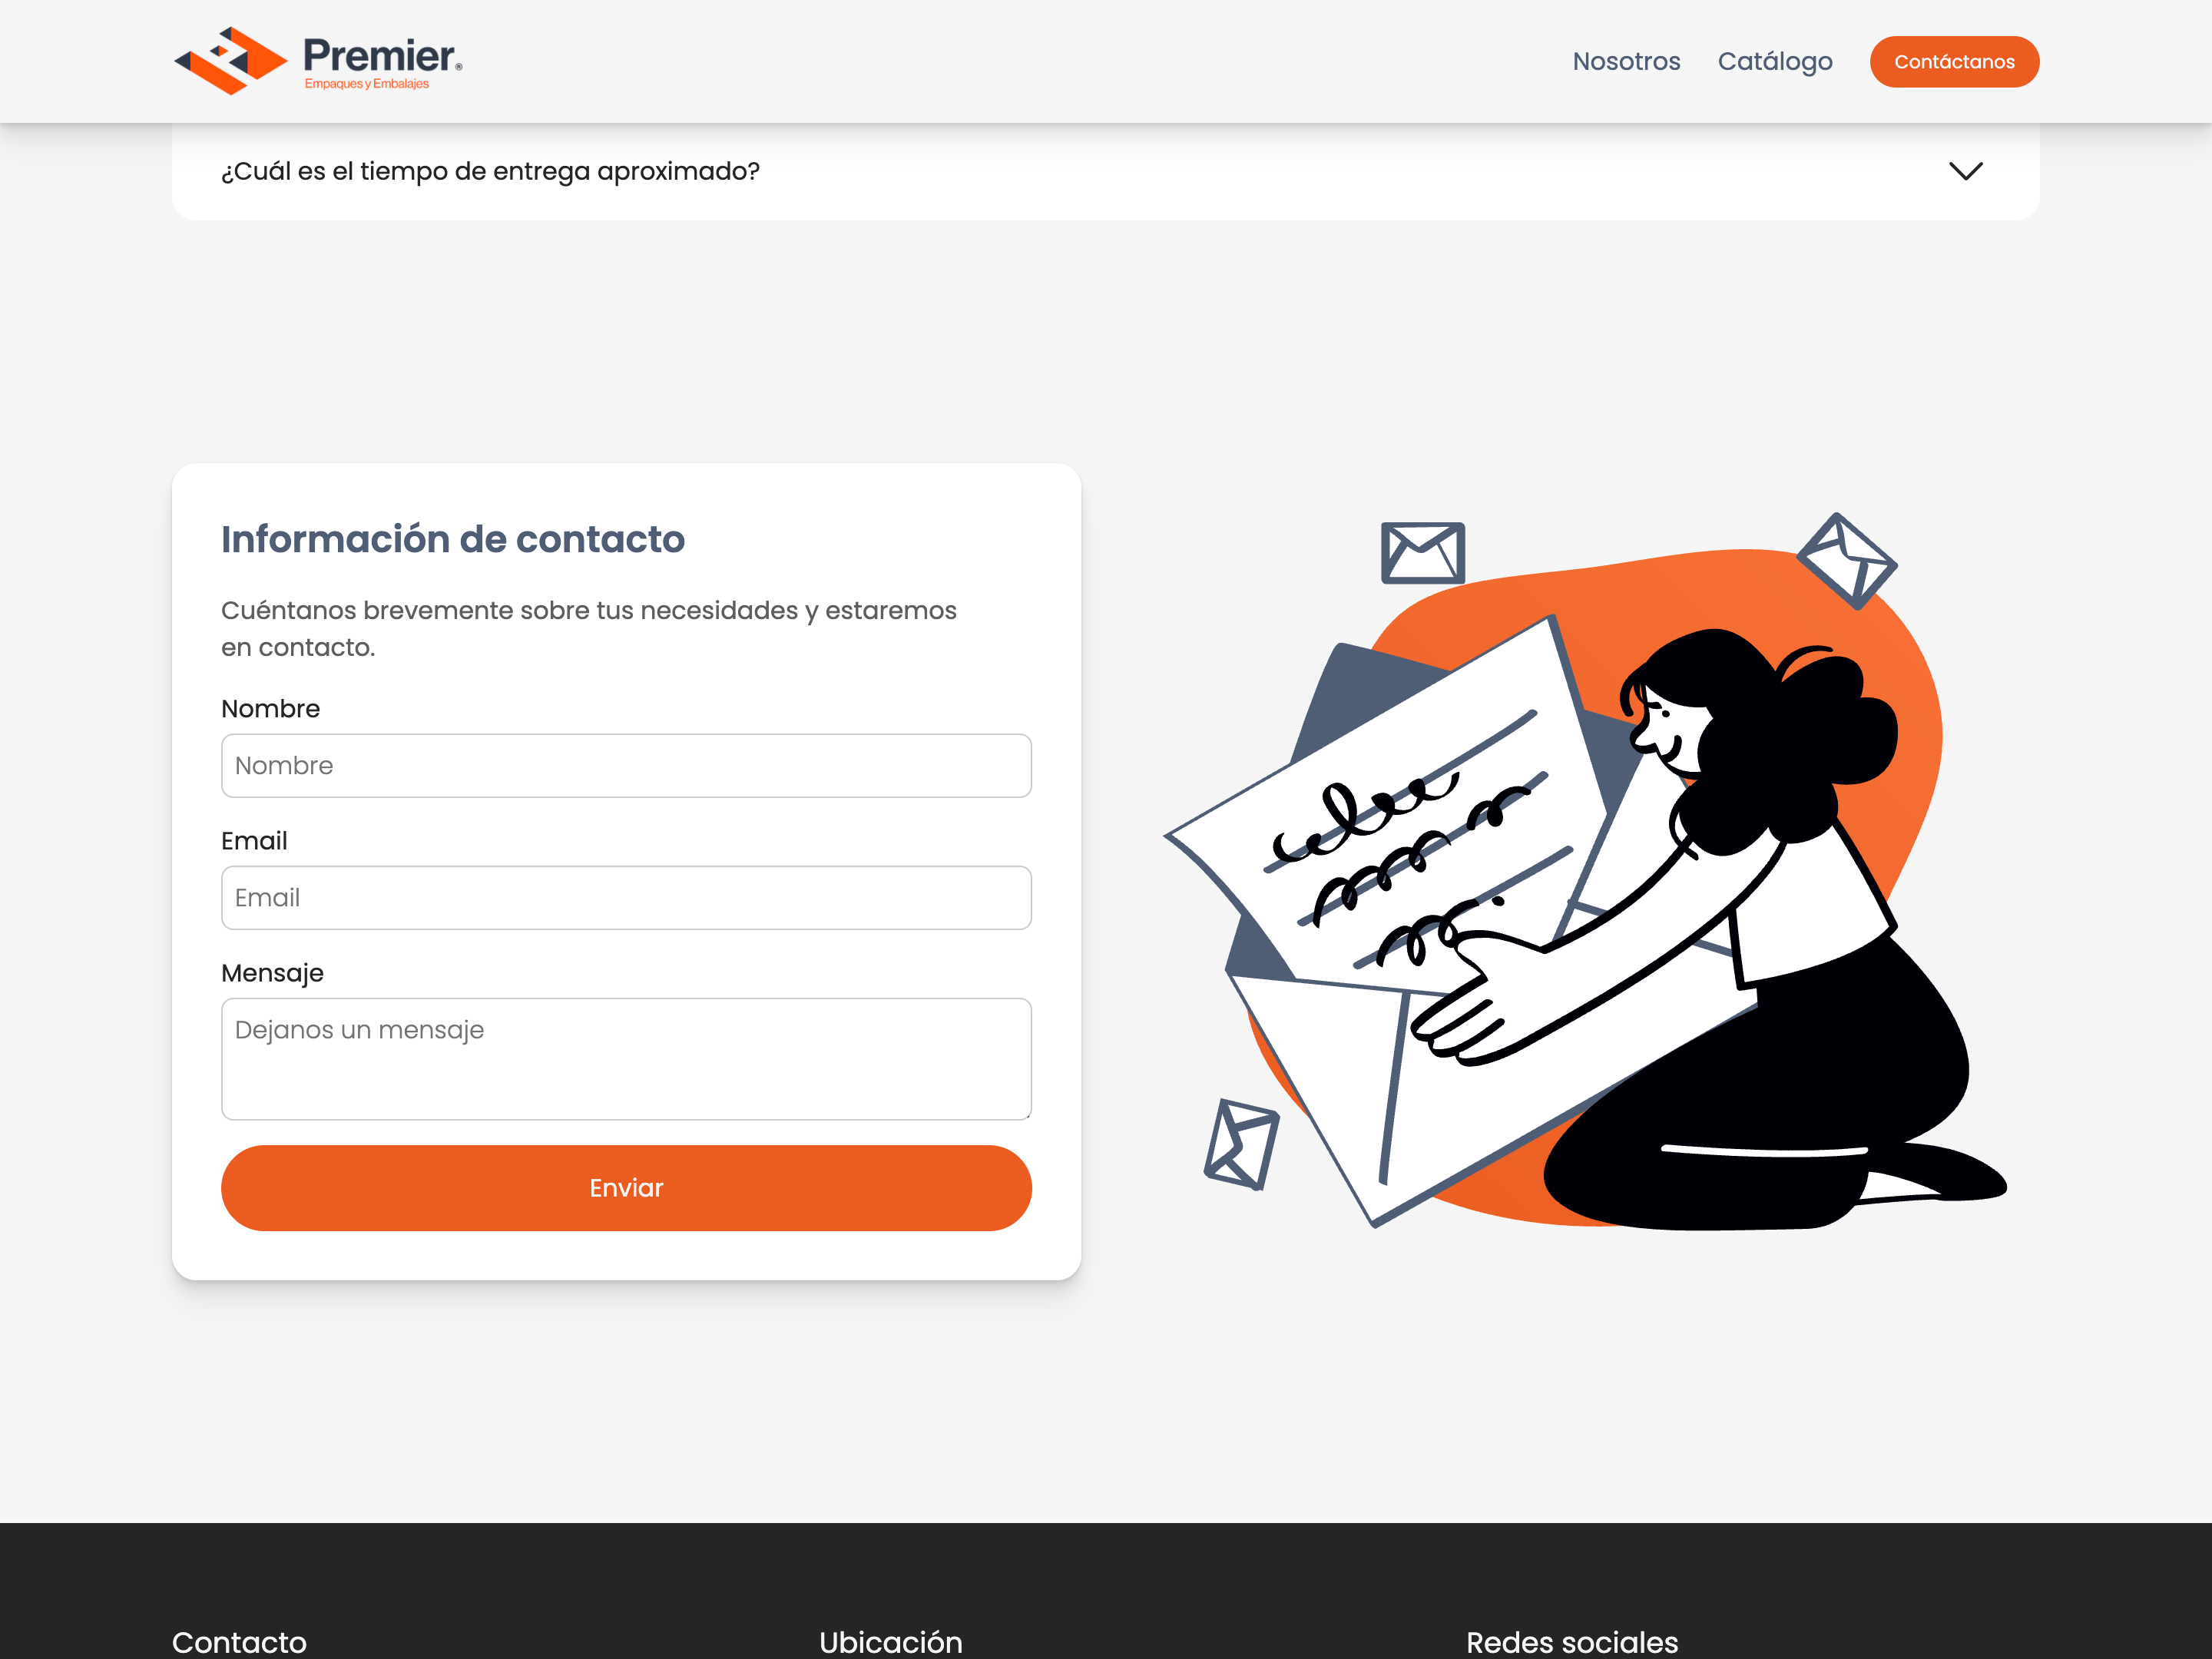 Premier®
Empaques y Embalajes
Nosotros
Catálogo
Contáctanos
¿Cuál es el tiempo de entrega aproximado?
Información de contacto
Cuéntanos brevemente sobre tus necesidades y estaremos
en contacto.
Nombre
Nombre
Email
Email
Mensaje
Dejanos un mensaje
Enviar
Contacto
Ubicación
Redes sociales